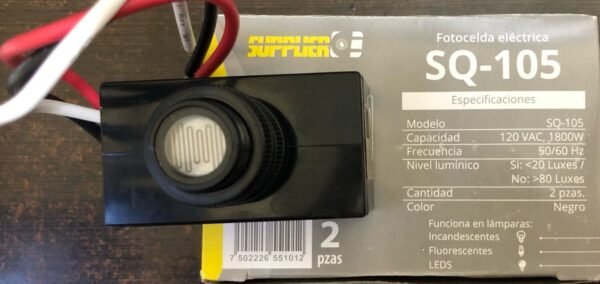 SUPPLIER
Fotocelda eléctrica
SQ-105
Especificaciones
Modelo SQ-105
Capacidad 120 VAC, 1800W
Frecuencia 50/60 Hz
Nivel lumínico Si: <20 Luxes /
No: >80 Luxes
Cantidad 2 pzas.
Color Negro
Funciona en lámparas:
Incandescentes
Fluorescentes
LEDS
7 502226 551012
2
pzas